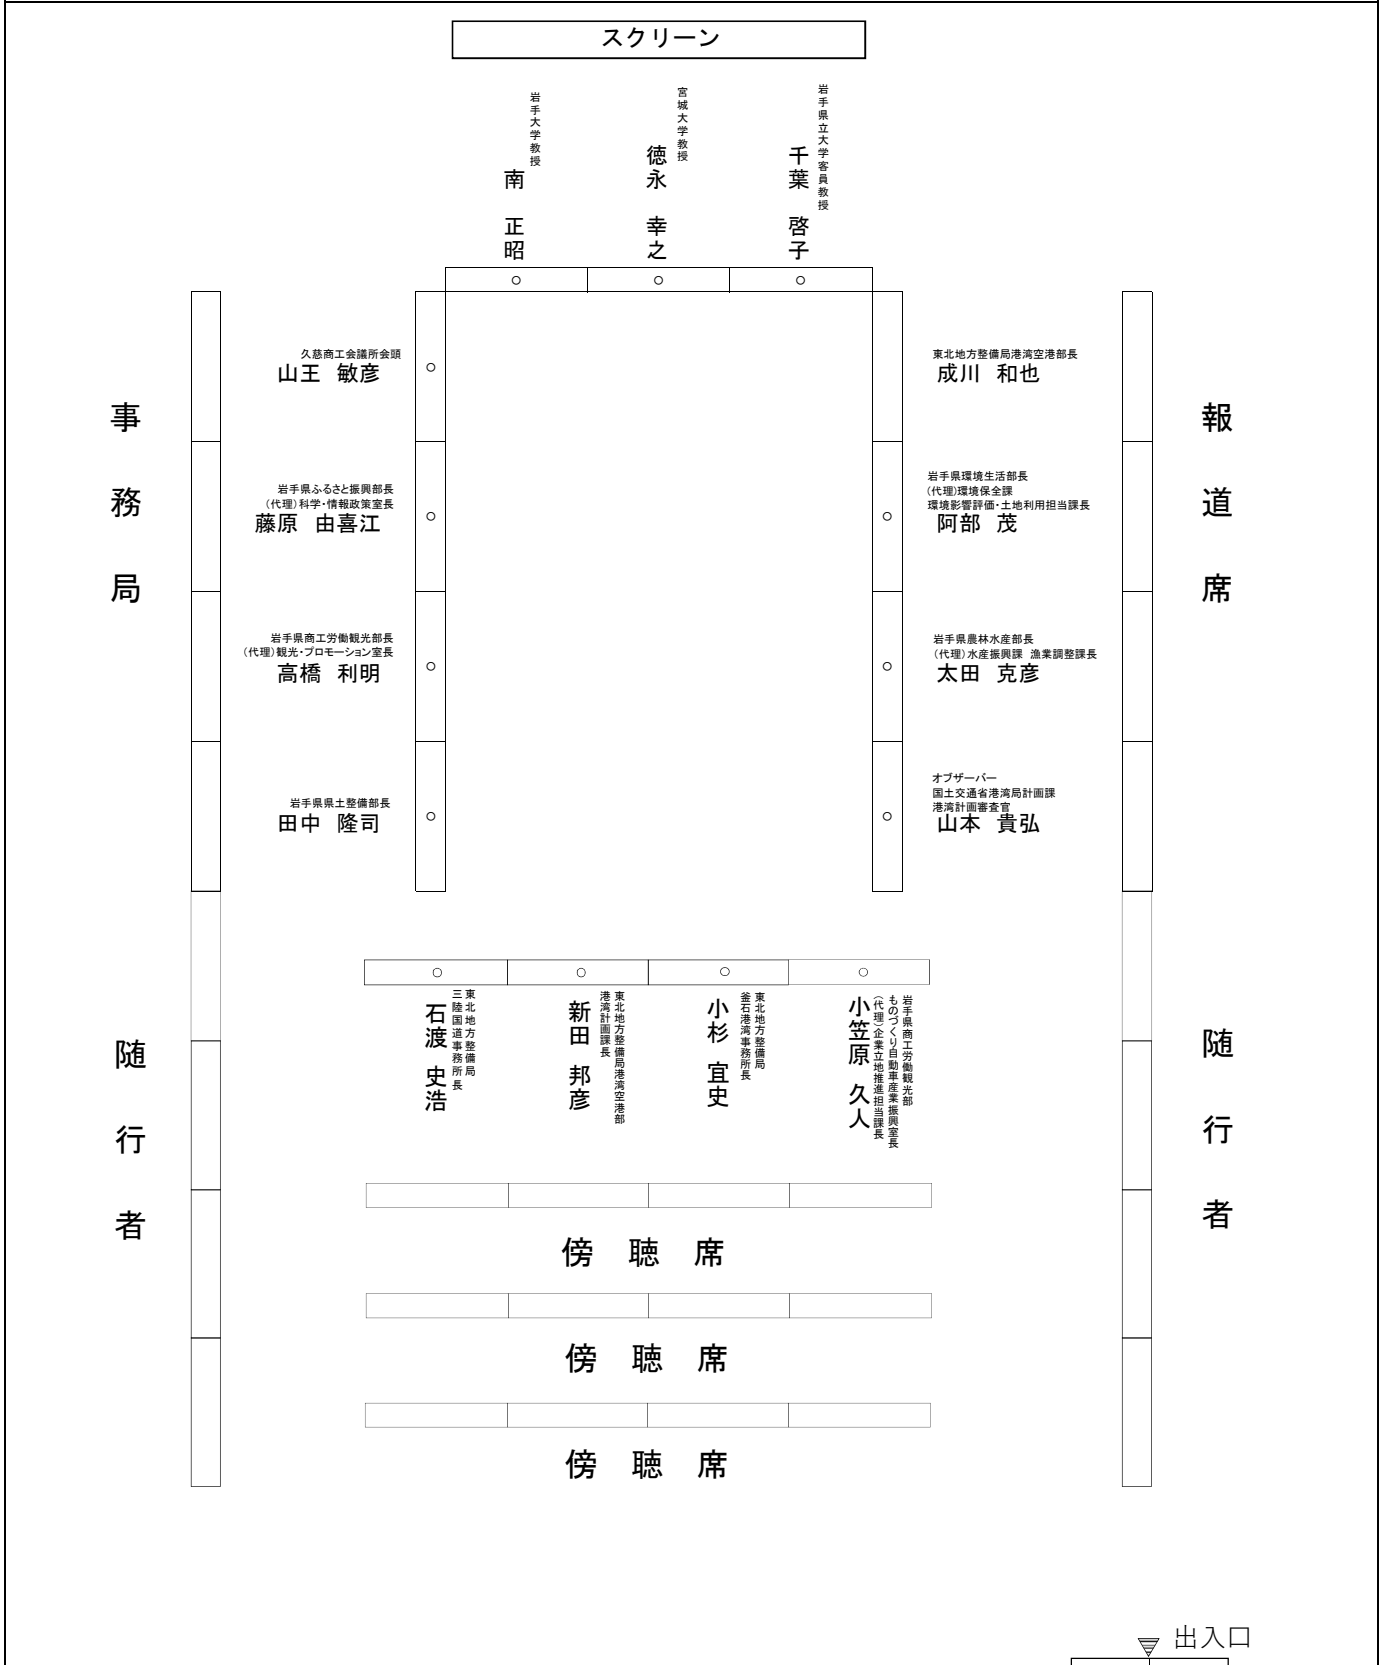 スクリーン
岩手大学教授
南 正昭
宮城大学教授
徳永 幸之
岩手県立大学客員教授
千葉 啓子
久慈商工会議所会頭
山王 敏彦
岩手県ふるさと振興部長
(代理)科学・情報政策室長
藤原 由喜江
岩手県商工労働観光部長
(代理)観光・プロモーション室長
高橋 利明
岩手県県土整備部長
田中 隆司
東北地方整備局港湾空港部長
成川 和也
岩手県環境生活部長
(代理)環境保全課
環境影響評価・土地利用担当課長
阿部 茂
岩手県農林水産部長
(代理)水産振興課 漁業調整課長
太田 克彦
オブザーバー
国土交通省港湾局計画課
港湾計画審査官
山本 貴弘
事務局
報道席
随行者
随行者
東北地方整備局
三陸国道事務所長
石渡 史浩
東北地方整備局港湾空港部
港湾計画課長
新田 邦彦
東北地方整備局
釜石港湾事務所長
小杉 宜史
岩手県商工労働観光部
ものづくり自動車産業振興室長
(代理)企業立地推進担当課長
小笠原 久人
傍聴席
傍聴席
傍聴席
出入口